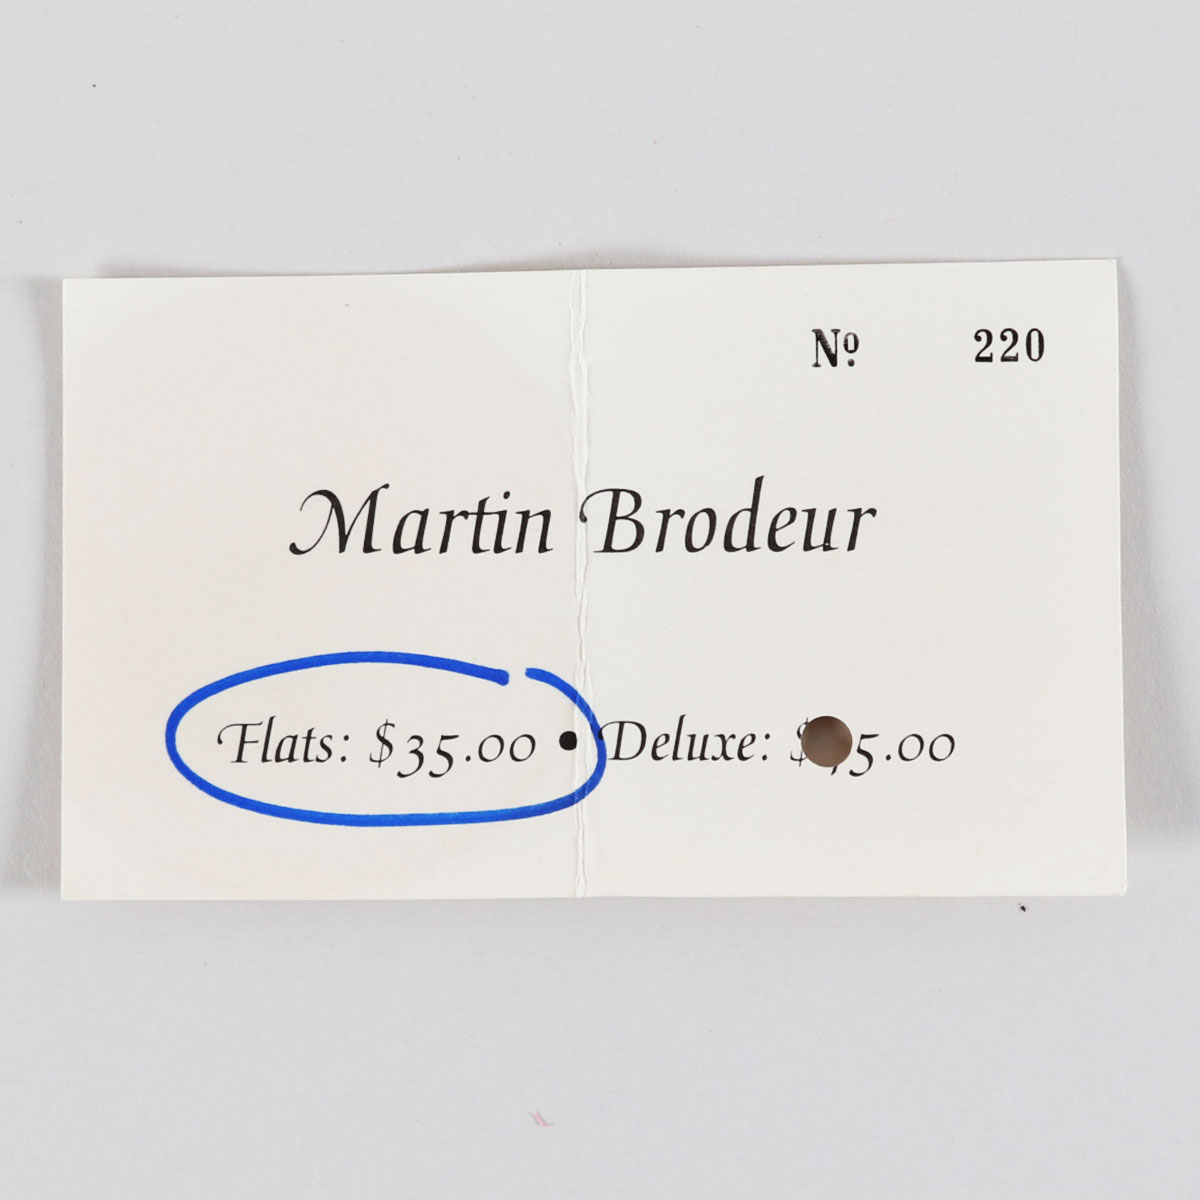 Nº 220
Martin Brodeur
Flats: $35.00 • Deluxe: